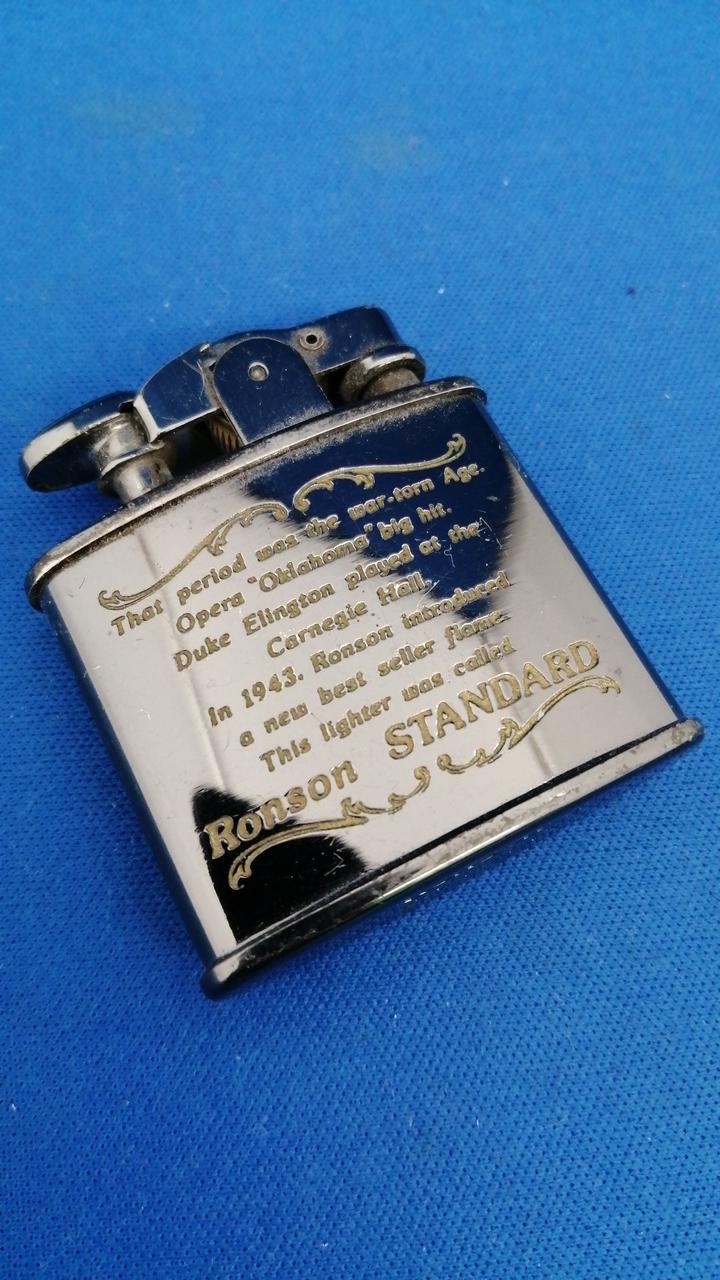 That period was the war-torn Age.
Opera "Oklahoma" big hit.
Duke Elington played at the
Carnegie Hall.
In 1943. Ronson introduced
a new best seller flame.
This lighter was called
Ronson STANDARD